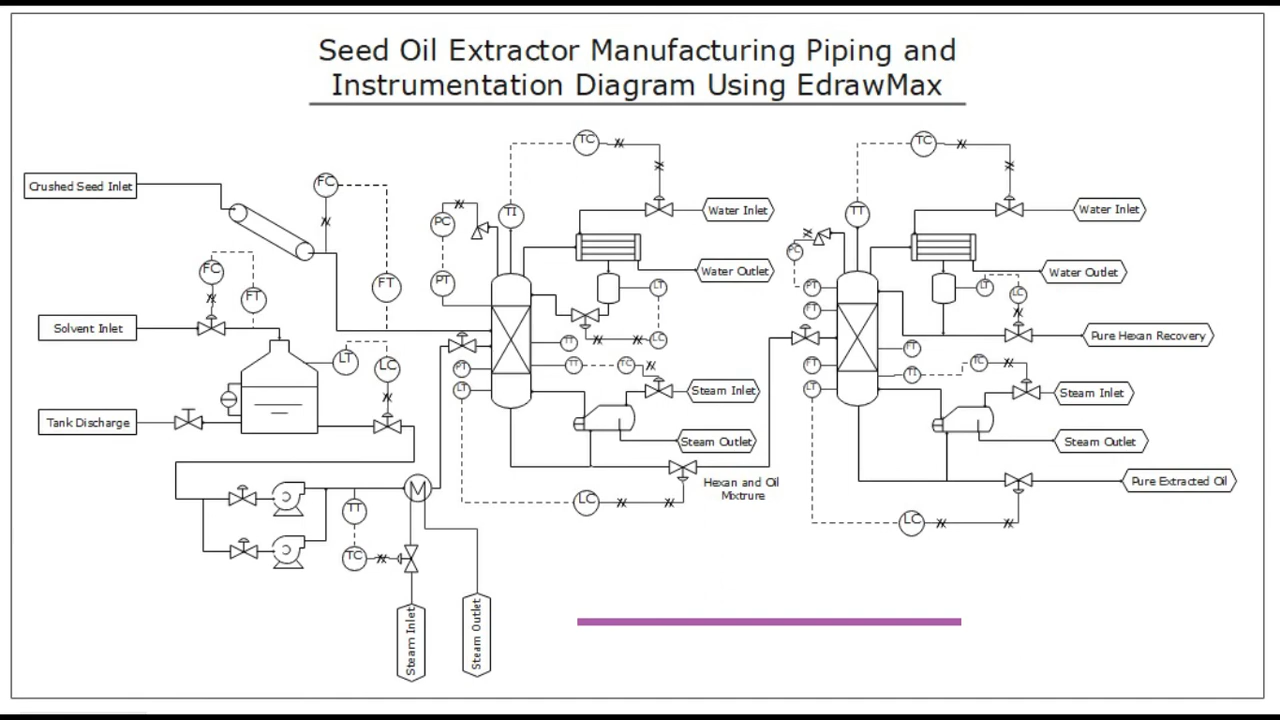 Seed Oil Extractor Manufacturing Piping and
Instrumentation Diagram Using EdrawMax
TC
TC
Crushed Seed Inlet
FC
Water Inlet
Water Inlet
PC
TI
TT
PC
FC
FT
FT
PT
Water Outlet
LT
Water Outlet
PT
LT
LC
FT
Solvent Inlet
Pure Hexan Recovery
LT
LC
TT
LC
PT
TT
TC
FT
TT
TC
PT
TI
LT
Steam Inlet
LT
Steam Inlet
Tank Discharge
Steam Outlet
Steam Outlet
M
Hexan and Oil
Mixtrure
Pure Extracted Oil
TT
LC
LC
TC
Steam Inlet
Steam Outlet